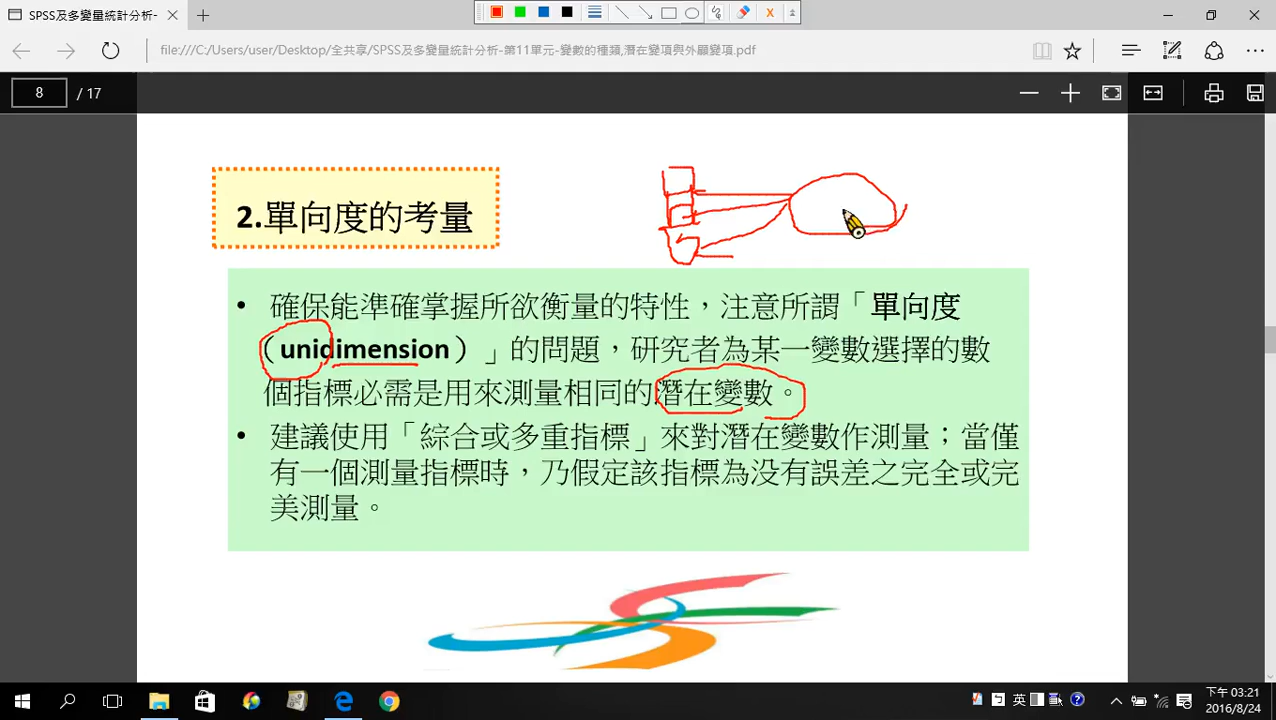 SPSS及多變量統計分析-
file:///C:/Users/user/Desktop/全共享/SPSS及多變量統計分析-第11單元-變數的種類,潛在變項與外顯變項.pdf
8 / 17
2.單向度的考量
• 確保能準確掌握所欲衡量的特性，注意所謂「單向度
（unidimension）」的問題，研究者為某一變數選擇的數
個指標必需是用來測量相同的潛在變數。
• 建議使用「綜合或多重指標」來對潛在變數作測量；當僅
有一個測量指標時，乃假定該指標為没有誤差之完全或完
美測量。
英
下午 03:21
2016/8/24